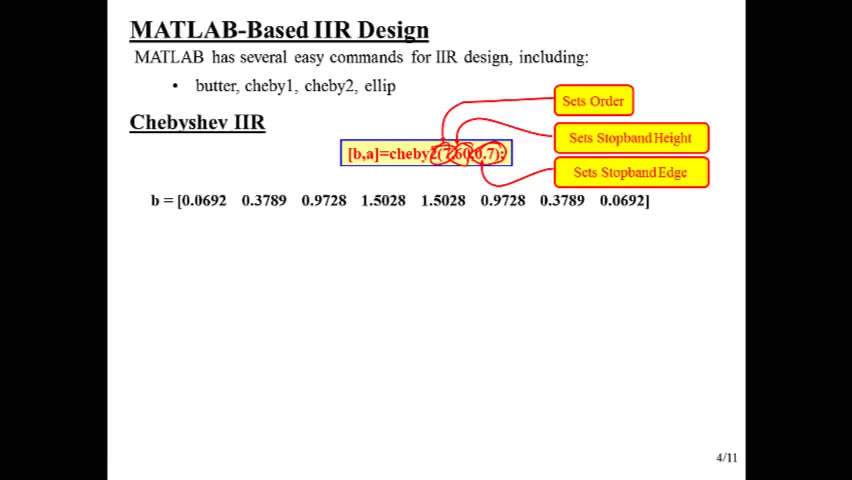 MATLAB-Based IIR Design
MATLAB has several easy commands for IIR design, including:
• butter, cheby1, cheby2, ellip
Sets Order
Chebyshev IIR
Sets Stopband Height
[b,a]=cheby2(7,60,0.7);
Sets Stopband Edge
b = [0.0692 0.3789 0.9728 1.5028 1.5028 0.9728 0.3789 0.0692]
4/11